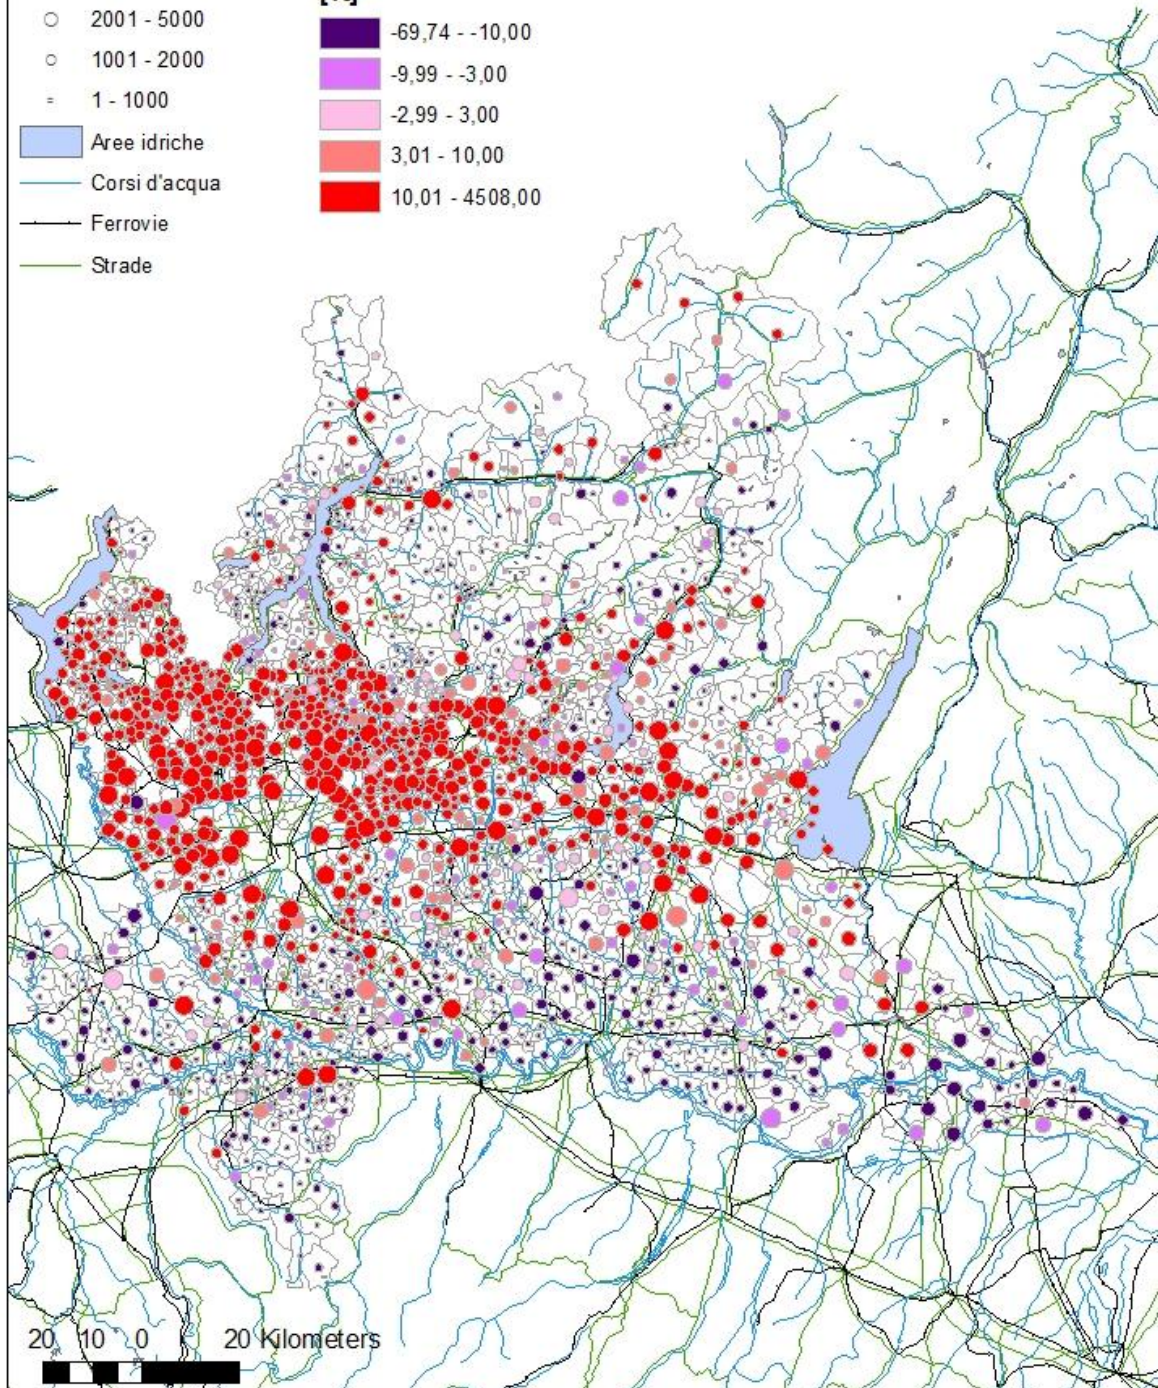 [%]
2001 - 5000
1001 - 2000
1 - 1000
Aree idriche
Corsi d'acqua
Ferrovie
Strade
-69,74 - -10,00
-9,99 - -3,00
-2,99 - 3,00
3,01 - 10,00
10,01 - 4508,00
20 10 0 20 Kilometers